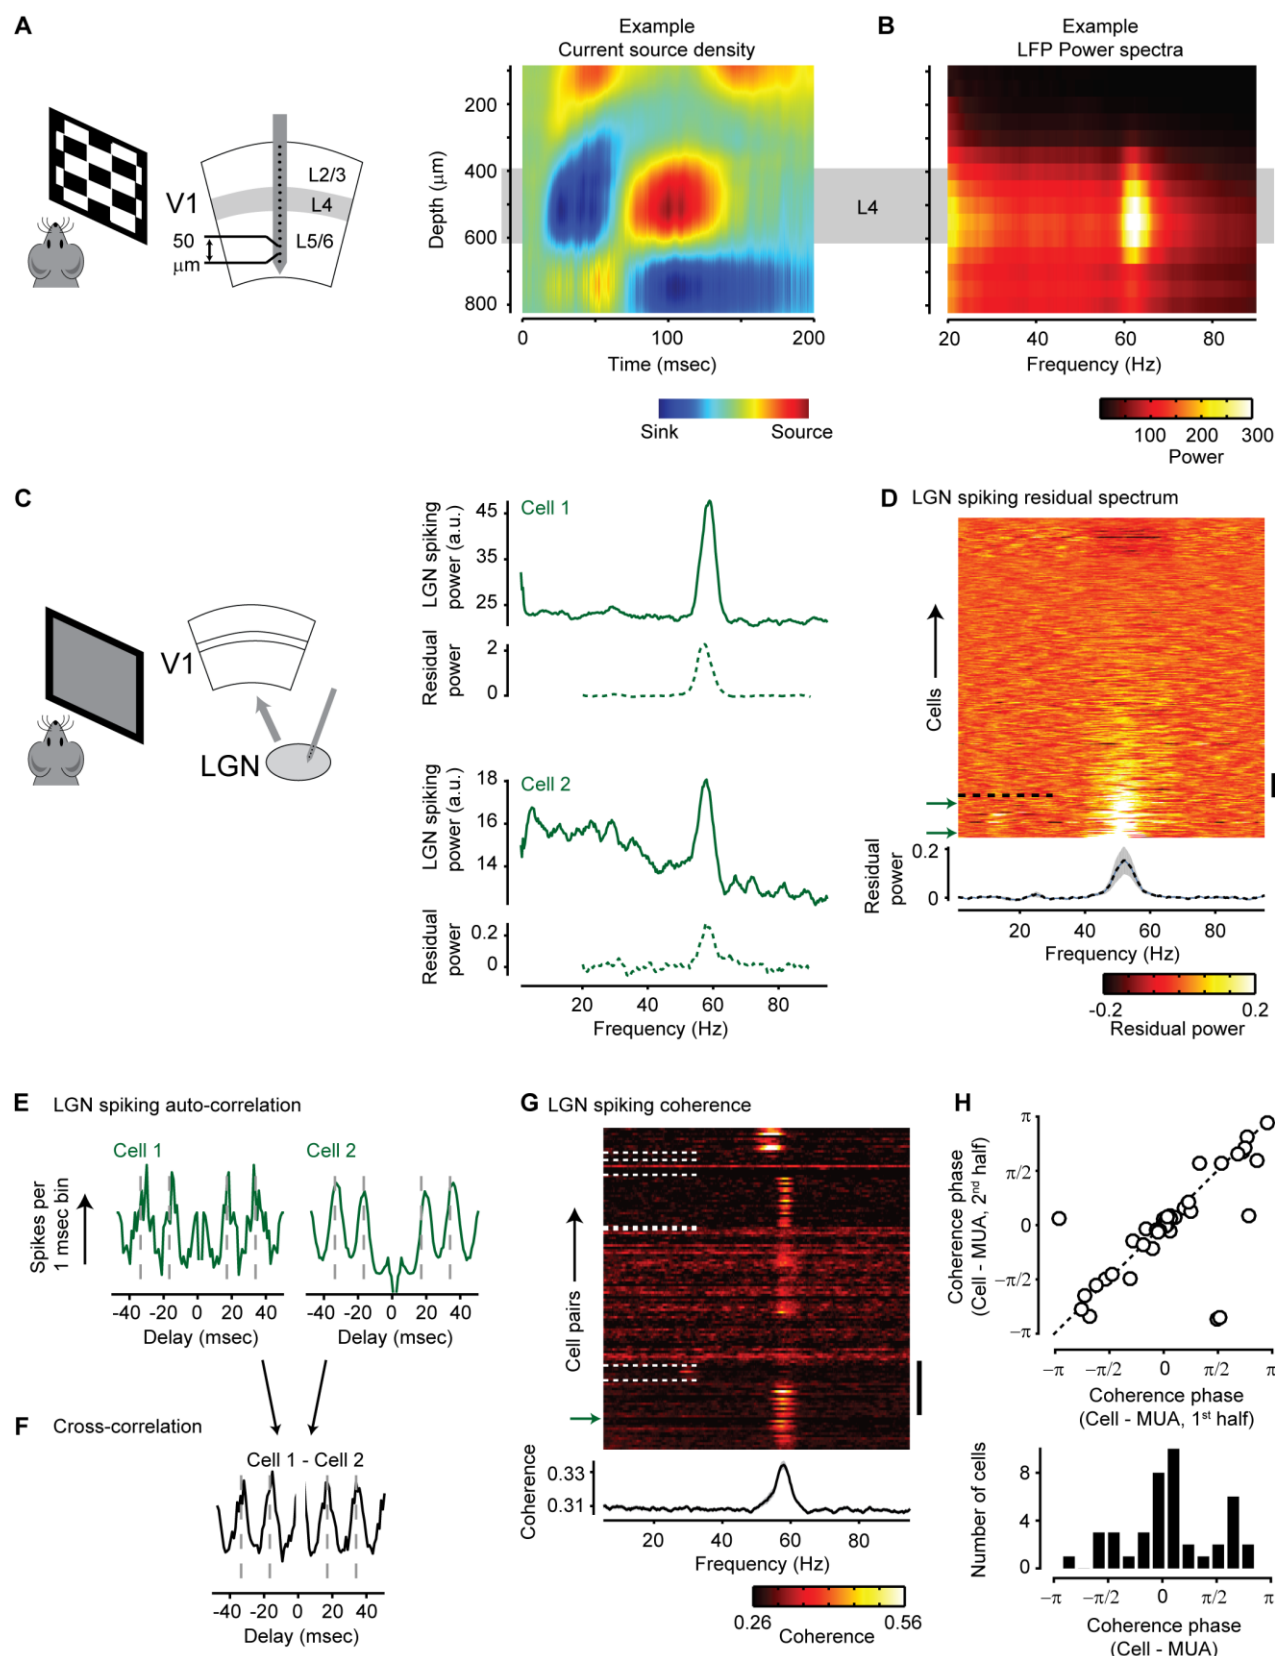 A
Example
Current source density
B
Example
LFP Power spectra
V1
L2/3
L4
L5/6
50
μm
Depth (μm)
200
400
600
800
0
100
200
Time (msec)
Sink
Source
L4
20
40
60
80
Frequency (Hz)
100
200
300
Power
C
V1
LGN
Cell 1
LGN spiking
power (a.u.)
45
35
25
Residual
power
2
0
Cell 2
LGN spiking
power (a.u.)
18
16
14
Residual
power
0.2
0
20
40
60
80
Frequency (Hz)
D
LGN spiking residual spectrum
Cells
Residual
power
0.2
0
20
40
60
80
Frequency (Hz)
-0.2
0.2
Residual power
E
LGN spiking auto-correlation
Cell 1
Cell 2
Spikes per
1 msec bin
-40
-20
0
20
40
Delay (msec)
-40
-20
0
20
40
Delay (msec)
F
Cross-correlation
Cell 1 - Cell 2
-40
-20
0
20
40
Delay (msec)
G
LGN spiking coherence
Cell pairs
Coherence
0.33
0.31
20
40
60
80
Frequency (Hz)
0.26
0.56
Coherence
H
Coherence phase
(Cell - MUA, 2nd half)
π
π/2
0
−π/2
−π
−π
−π/2
0
π/2
π
Coherence phase
(Cell - MUA, 1st half)
Number of cells
8
4
0
−π
−π/2
0
π/2
π
Coherence phase
(Cell - MUA)